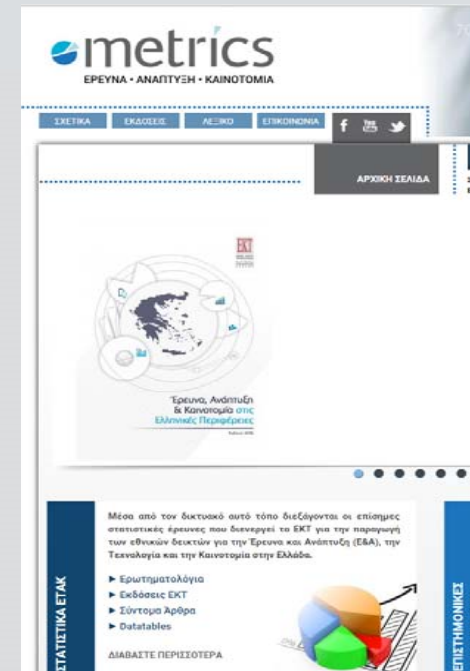 metrics
ΕΡΕΥΝΑ • ΑΝΑΠΤΥΞΗ • ΚΑΙΝΟΤΟΜΙΑ
ΣΧΕΤΙΚΑ ΕΚΔΟΣΕΙΣ ΛΕΞΙΚΟ ΕΠΙΚΟΙΝΩΝΙΑ
ΑΡΧΙΚΗ ΣΕΛΙΔΑ
ΕΚΤ
Έρευνα, Ανάπτυξη
& Καινοτομία στις
Ελληνικές Περιφέρειες
Μέσα από τον δικτυακό αυτό τόπο διεξάγονται οι επίσημες
στατιστικές έρευνες που διενεργεί το ΕΚΤ για την παραγωγή
των εθνικών δεικτών για την Έρευνα και Ανάπτυξη (Ε&Α), την
Τεχνολογία και την Καινοτομία στην Ελλάδα.
► Ερωτηματολόγια
► Εκδόσεις ΕΚΤ
► Σύντομα Άρθρα
► Datatables
ΔΙΑΒΑΣΤΕ ΠΕΡΙΣΣΟΤΕΡΑ
ΣΤΑΤΙΣΤΙΚΑ ΕΤΑΚ
ΕΠΙΣΤΗΜΟΝΙΚΕΣ